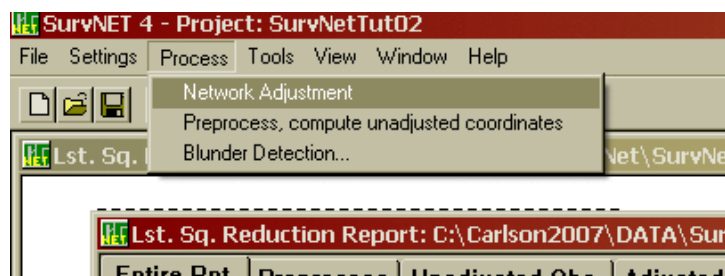 SurvNET 4 - Project: SurvNetTut02
File Settings Process Tools View Window Help
Network Adjustment
Preprocess, compute unadjusted coordinates
Blunder Detection...
Lst. Sq. Net\SurvNe
Lst. Sq. Reduction Report: C:\Carlson2007\DATA\Sur
Entire Rpt